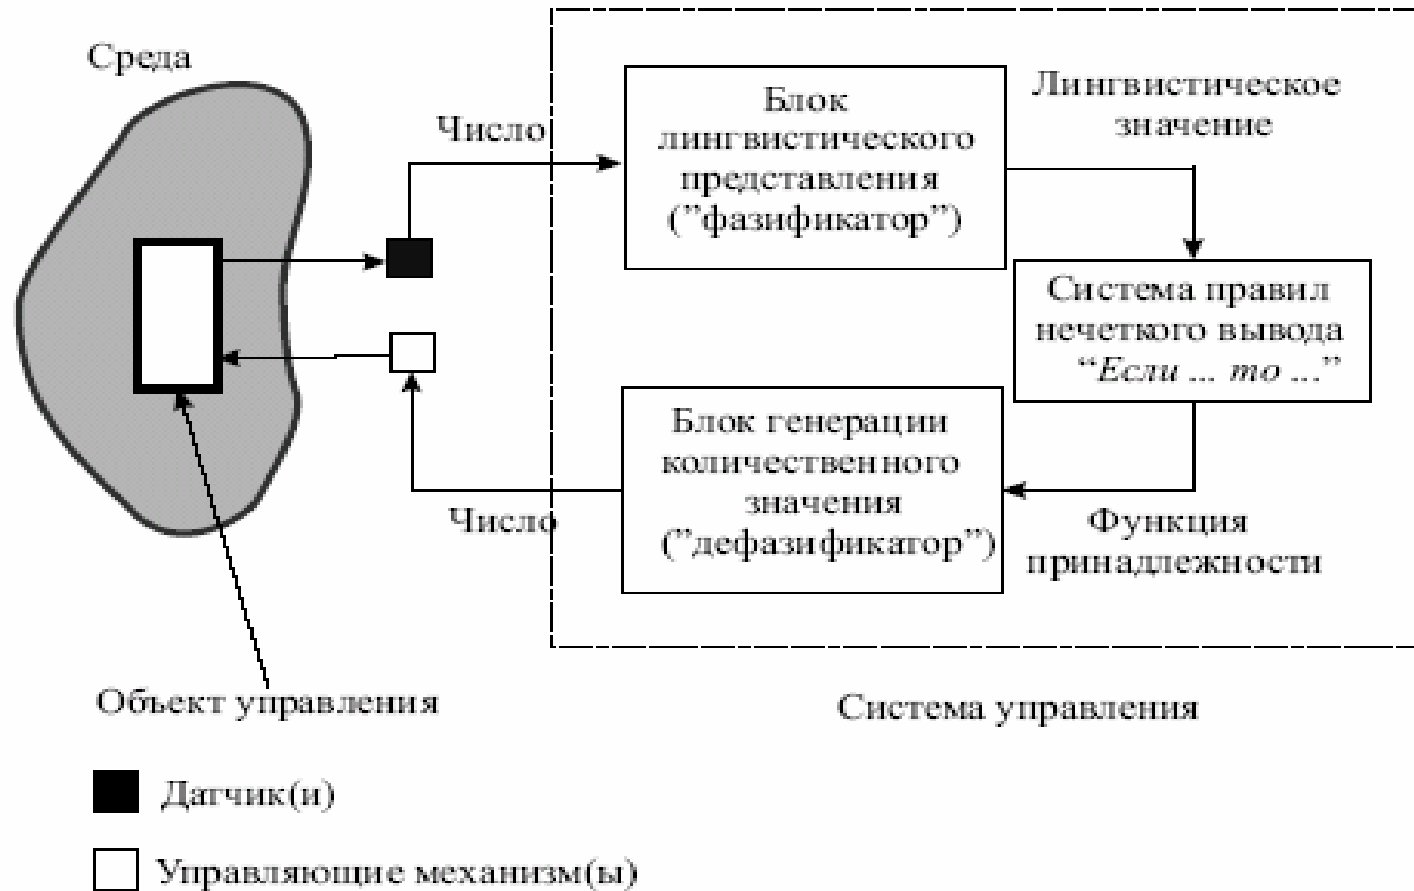 Среда
Число
Блок
лингвистического
представления
(”фазификатор”)
Лингвистическое
значение
Система правил
нечеткого вывода
“Если ... то ...”
Блок генерации
количественного
значения
(”дефазификатор”)
Число
Функция
принадлежности
Объект управления
Система управления
Датчик(и)
Управляющие механизм(ы)